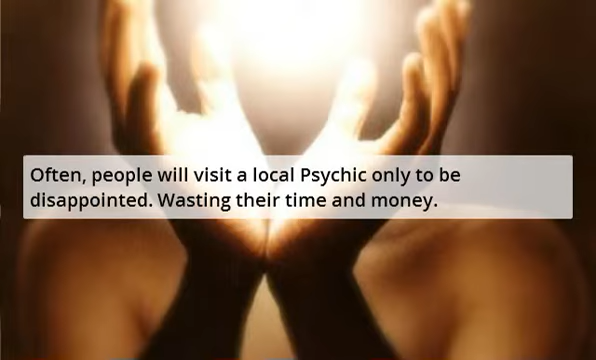 Often, people will visit a local Psychic only to be
disappointed. Wasting their time and money.